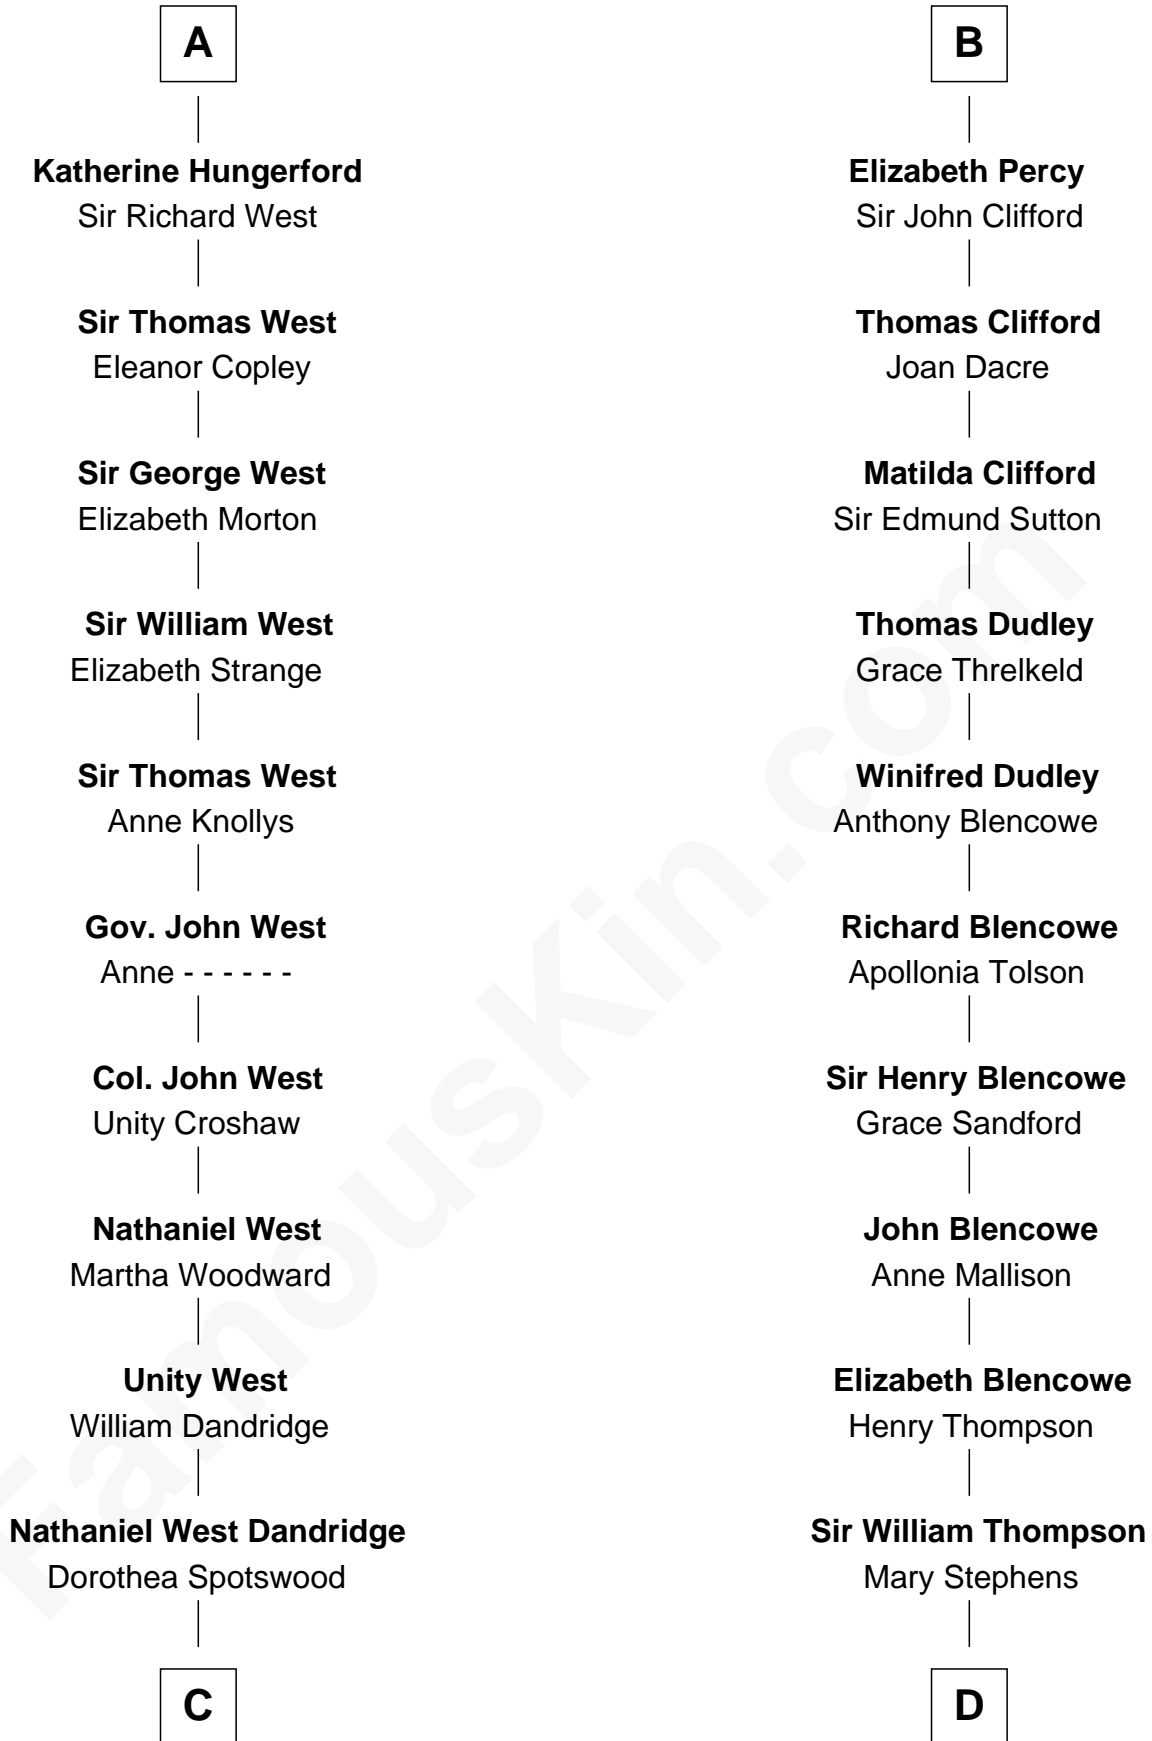 A
Katherine Hungerford
Sir Richard West
Sir Thomas West
Eleanor Copley
Sir George West
Elizabeth Morton
Sir William West
Elizabeth Strange
Sir Thomas West
Anne Knollys
Gov. John West
Anne - - - - - -
Col. John West
Unity Croshaw
Nathaniel West
Martha Woodward
Unity West
William Dandridge
Nathaniel West Dandridge
Dorothea Spotswood
C
B
Elizabeth Percy
Sir John Clifford
Thomas Clifford
Joan Dacre
Matilda Clifford
Sir Edmund Sutton
Thomas Dudley
Grace Threlkeld
Winifred Dudley
Anthony Blencowe
Richard Blencowe
Apollonia Tolson
Sir Henry Blencowe
Grace Sandford
John Blencowe
Anne Mallison
Elizabeth Blencowe
Henry Thompson
Sir William Thompson
Mary Stephens
D
FamousKin.com